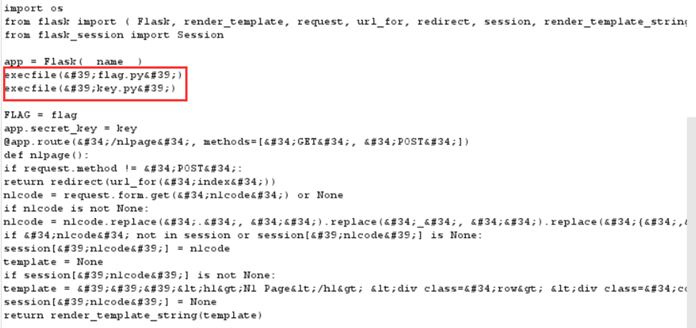 import os
from flask import ( Flask, render_template, request, url_for, redirect, session, render_template_string
from flask_session import Session
app = Flask( name )
execfile(&#39;flag.py&#39;)
execfile(&#39;key.py&#39;)
FLAG = flag
app.secret_key = key
@app.route(&#34;/nlpage&#34;, methods=[&#34;GET&#34;, &#34;POST&#34;])
def nlpage():
if request.method != &#34;POST&#34;:
return redirect(url_for(&#34;index&#34;))
nlcode = request.form.get(&#34;nlcode&#34;) or None
if nlcode is not None:
nlcode = nlcode.replace(&#34;.&#34;, &#34;&#34;).replace(&#34;_&#34;, &#34;&#34;).replace(&#34;{&#34;,&
if &#34;nlcode&#34; not in session or session[&#39;nlcode&#39;] is None:
session[&#39;nlcode&#39;] = nlcode
template = None
if session[&#39;nlcode&#39;] is not None:
template = &#39;&#39;&#39;&lt;h1&gt;Nl Page&lt;/h1&gt; &lt;div class=&#34;row&gt; &lt;div class=&#34;co
session[&#39;nlcode&#39;] = None
return render_template_string(template)